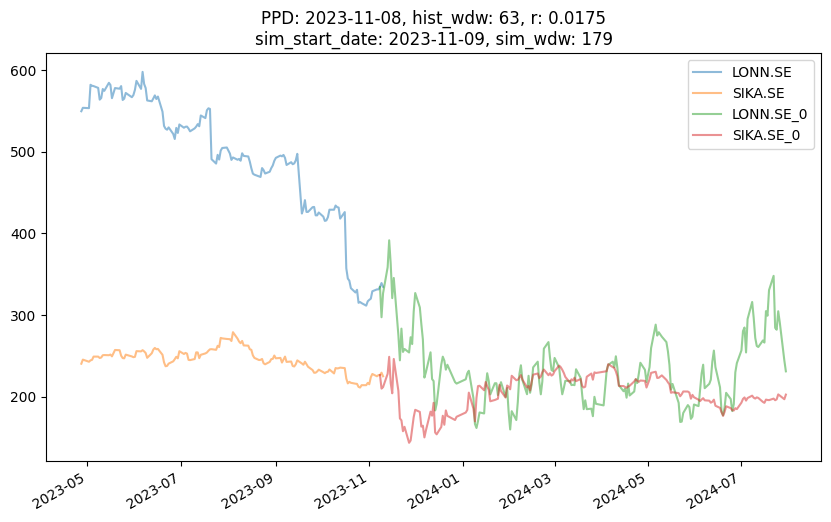 PPD: 2023-11-08, hist_wdw: 63, r: 0.0175
sim_start_date: 2023-11-09, sim_wdw: 179
LONN.SE
SIKA.SE
LONN.SE_0
SIKA.SE_0
600
500
400
300
200
2023-05
2023-07
2023-09
2023-11
2024-01
2024-03
2024-05
2024-07